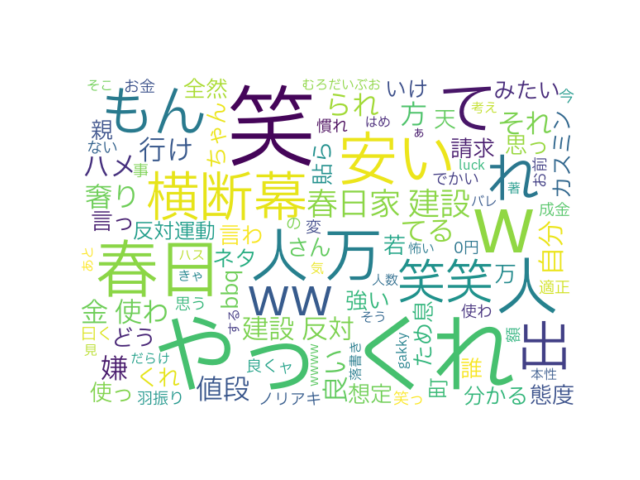 そこ
お金
全然
むろだいぶお
いけ
みたい
今
もん
笑
て
られ
方
天
それ
考え
親
ない
行け
ちゃん
慣れ
はめ
ぁ
思っ
カスミン
ハメ
事
安い
貼ら
請求
luck
お前
れ
でかい
バレ
著
奢り
横断幕
春日家 建設
成金
言っ
反対運動
言わ
の
変
てる
w
自分
さん
若
怖い
0円
あと
春日
ネタ
人
万
笑笑
人
ハス
きゃ
bbq
気
人数
万
適正
金 使わ
思う
する
ww
強い
ため息
使わ
出
曰く
見
どう
やっ
建設 反対
そう
くれ
額
だらけ
嫌
くれ
良くャ
wwww
落書き
良い
gakky
町
誰
本性
使っ
羽振り
値段
ノリアキ
笑っ
想定
分かる
態度